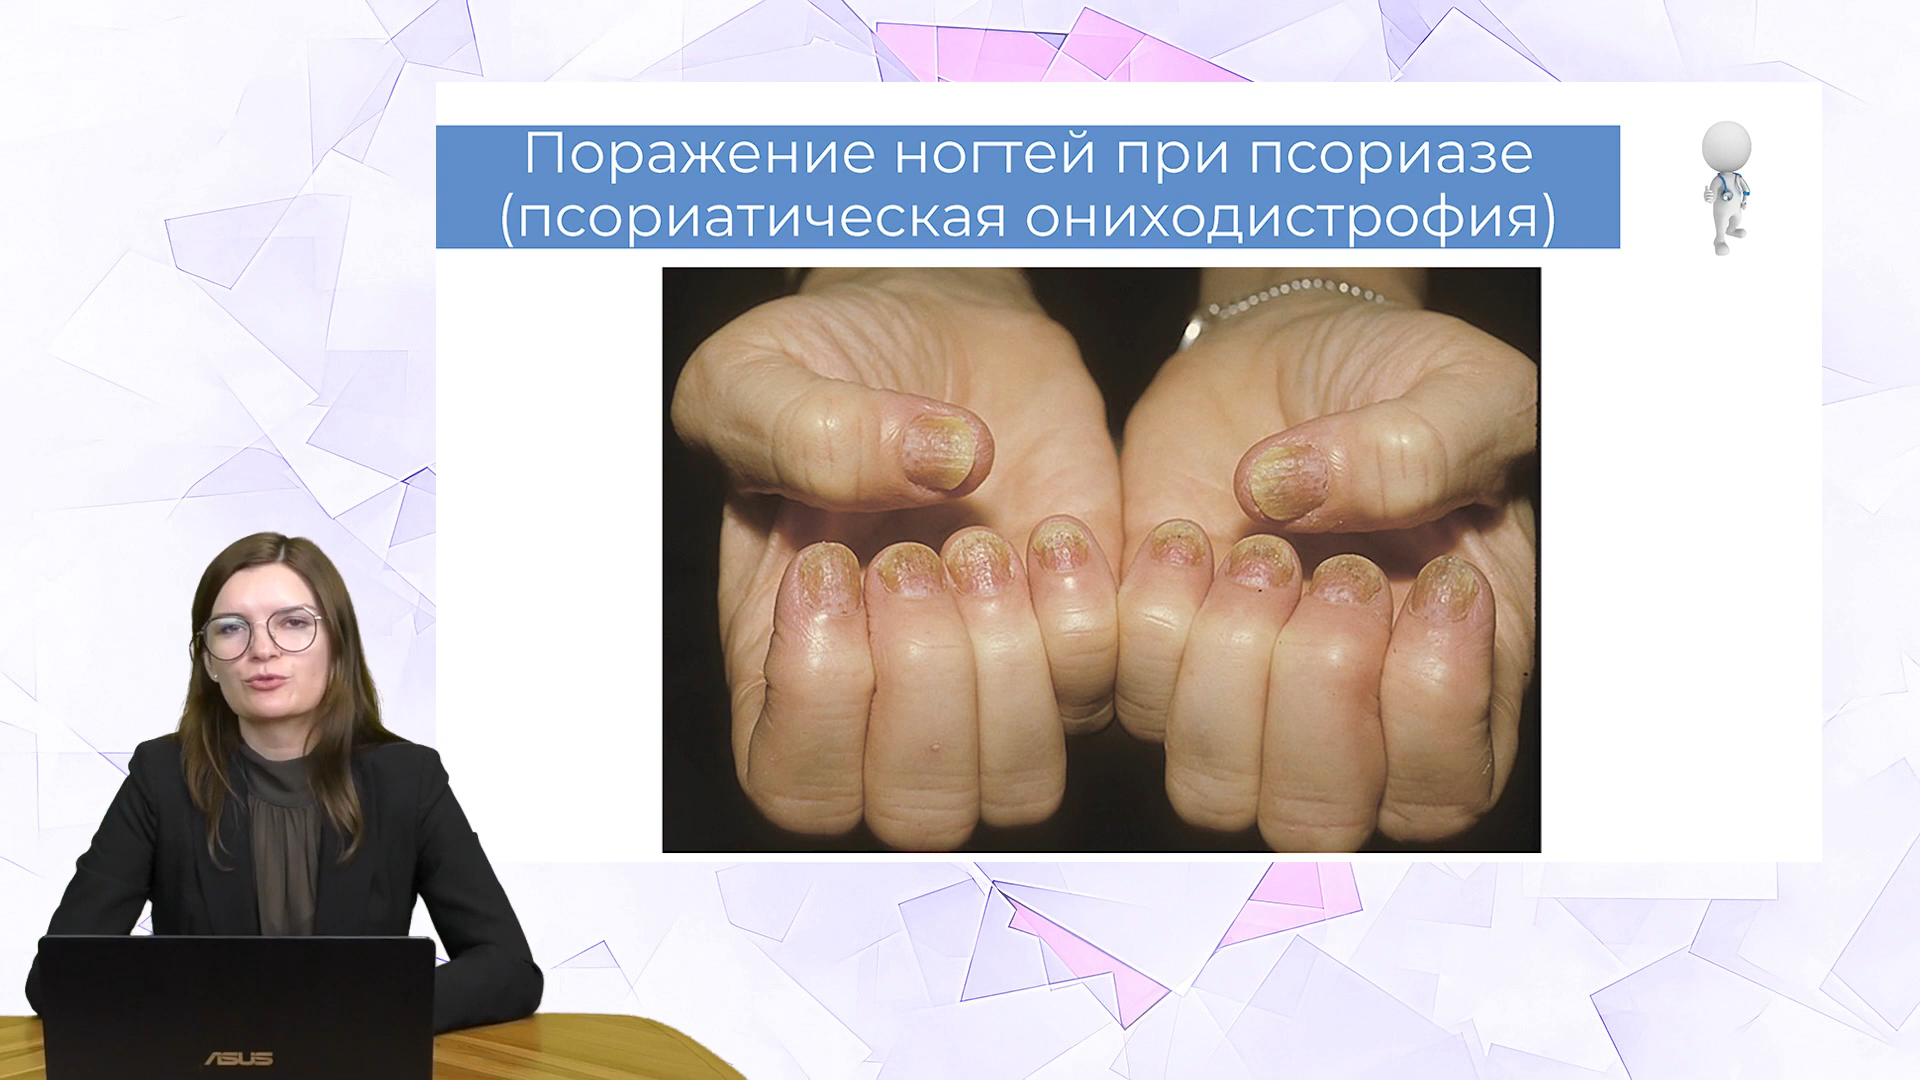 Поражение ногтей при псориазе
(псориатическая ониходистрофия)
ASUS